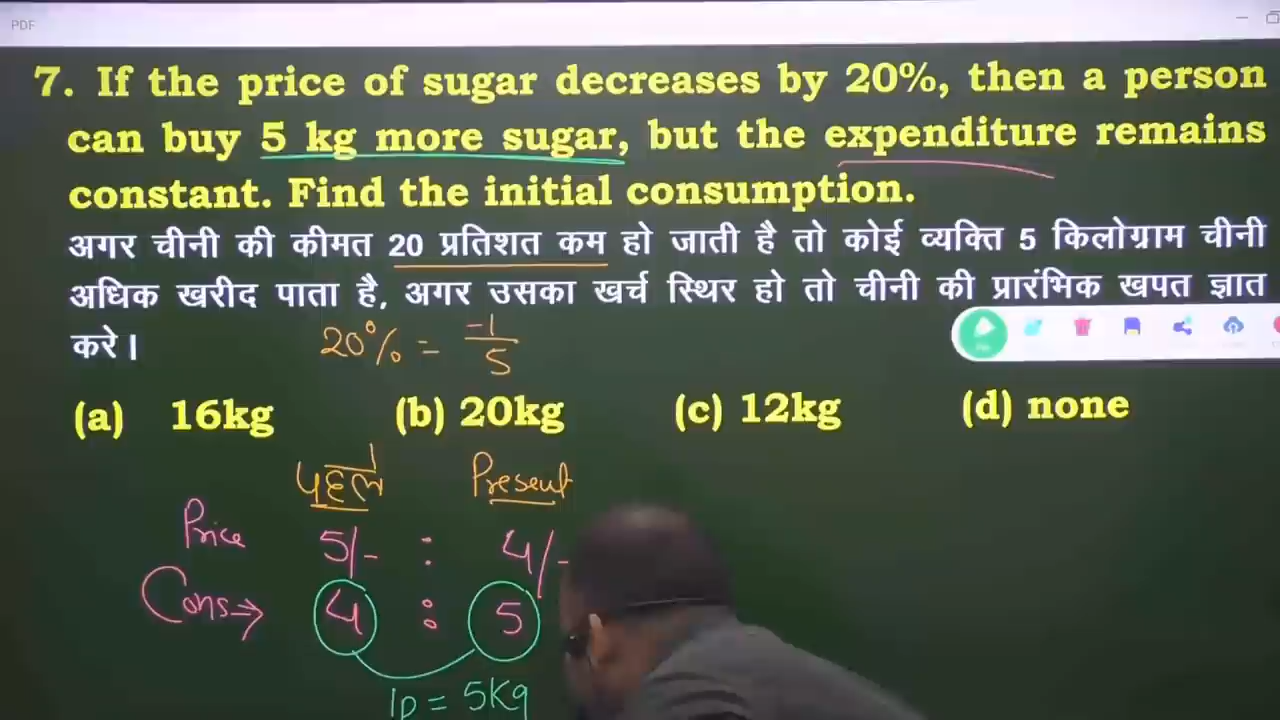 PDF
7. If the price of sugar decreases by 20%, then a person
can buy 5 kg more sugar, but the expenditure remains
constant. Find the initial consumption.
अगर चीनी की कीमत 20 प्रतिशत कम हो जाती है तो कोई व्यक्ति 5 किलोग्राम चीनी
अधिक खरीद पाता है, अगर उसका खर्च स्थिर हो तो चीनी की प्रारंभिक खपत ज्ञात
करे।
20% = -1/5
(a) 16kg (b) 20kg (c) 12kg (d) none
पहले Present
Price 5/- : 4/-
Cons→ 4 : 5
1p = 5Kg